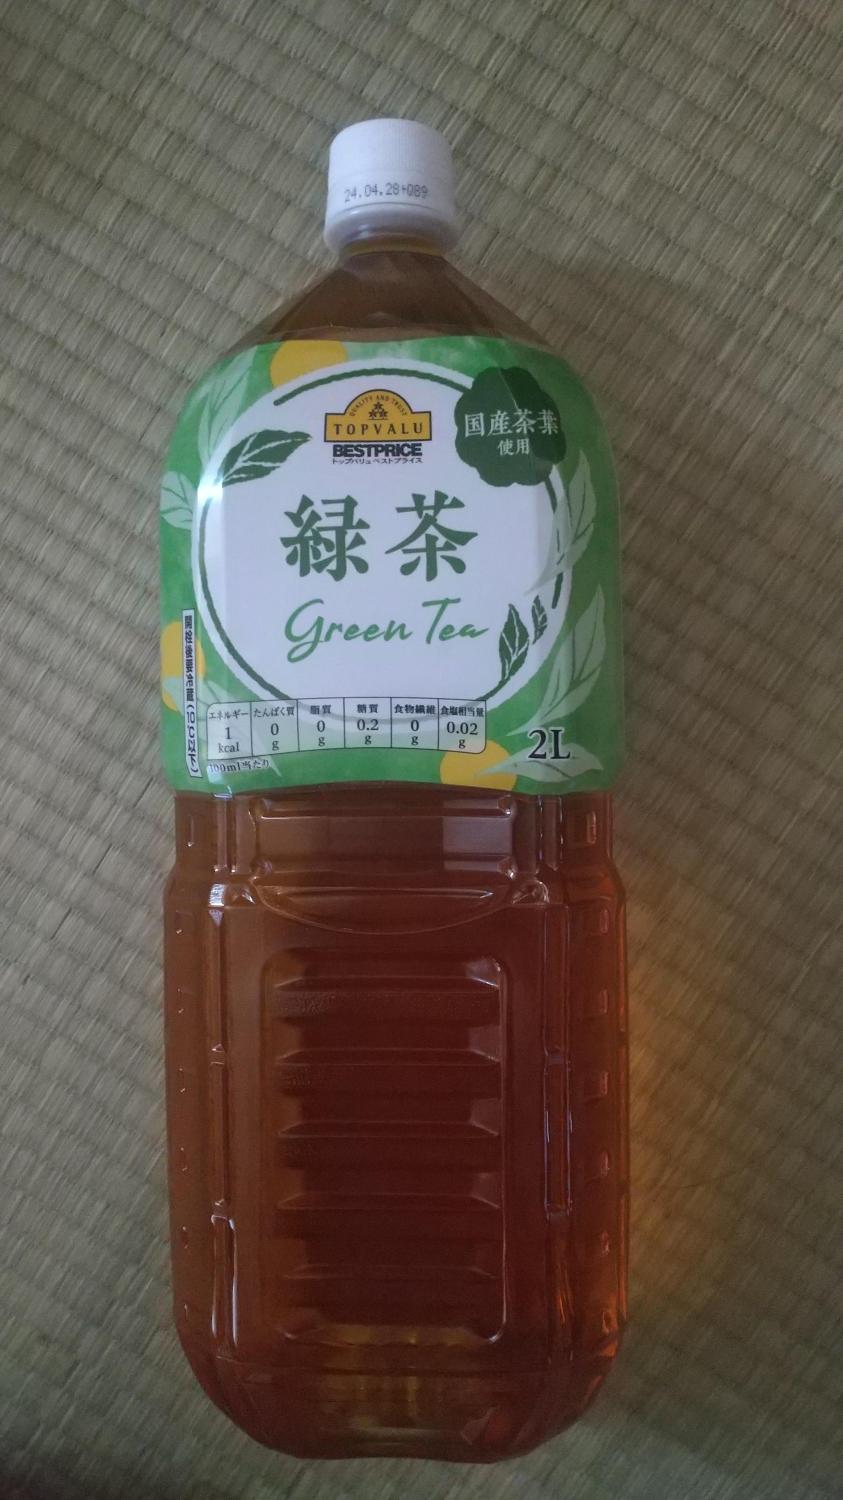 24.04.28+089
QUALITY AND TRUST
TOPVALU
BESTPRICE
トップバリュ ベストプライス
国産茶葉
使用
緑茶
Green Tea
開栓後要冷蔵(10℃以下)
エネルギー たんぱく質 脂質 糖質 食物繊維 食塩相当量
1 0 0 0.2 0 0.02
kcal g g g g g
100ml当たり
2L